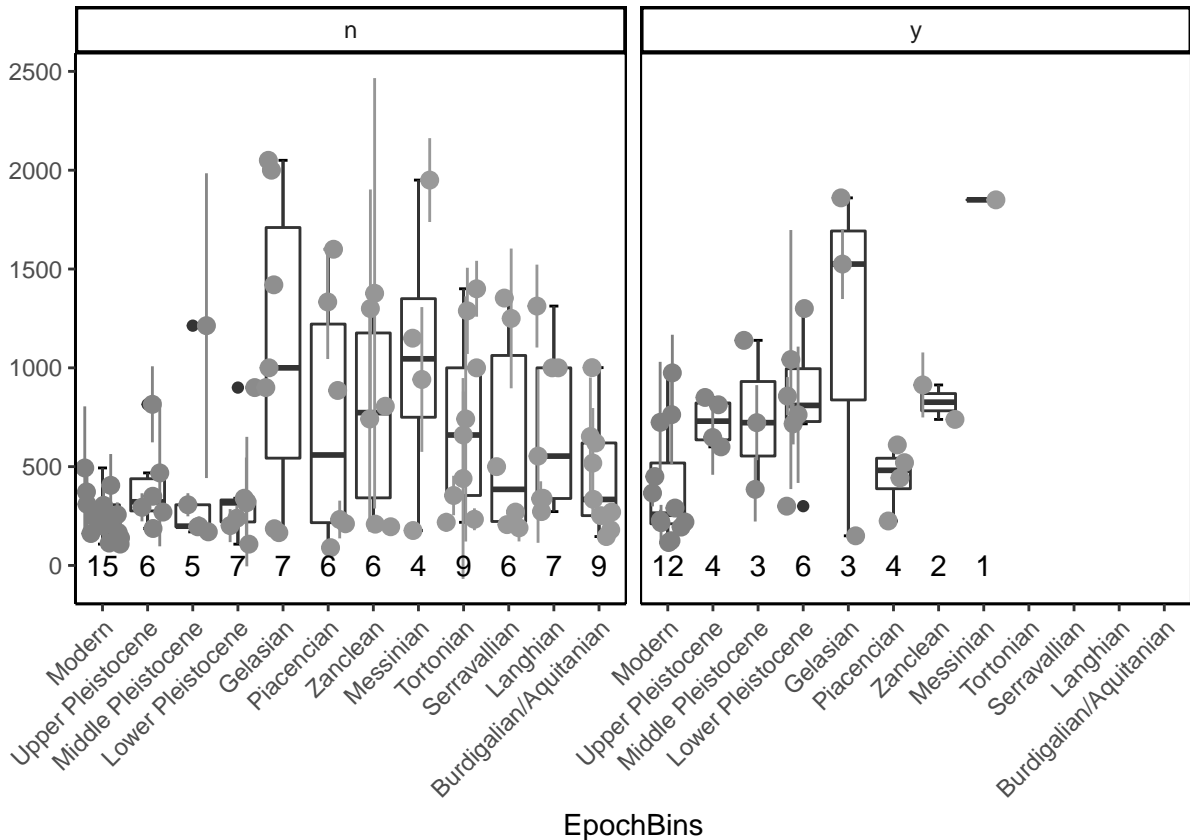 n y
2500
2000
1500
1000
500
0
15 6 5 7 7 6 6 4 9 6 7 9 12 4 3 6 3 4 2 1
Modern
Upper Pleistocene
Middle Pleistocene
Lower Pleistocene
Gelasian
Piacencian
Zanclean
Messinian
Tortonian
Serravallian
Langhian
Burdigalian/Aquitanian
Modern
Upper Pleistocene
Middle Pleistocene
Lower Pleistocene
Gelasian
Piacencian
Zanclean
Messinian
Tortonian
Serravallian
Langhian
Burdigalian/Aquitanian
EpochBins